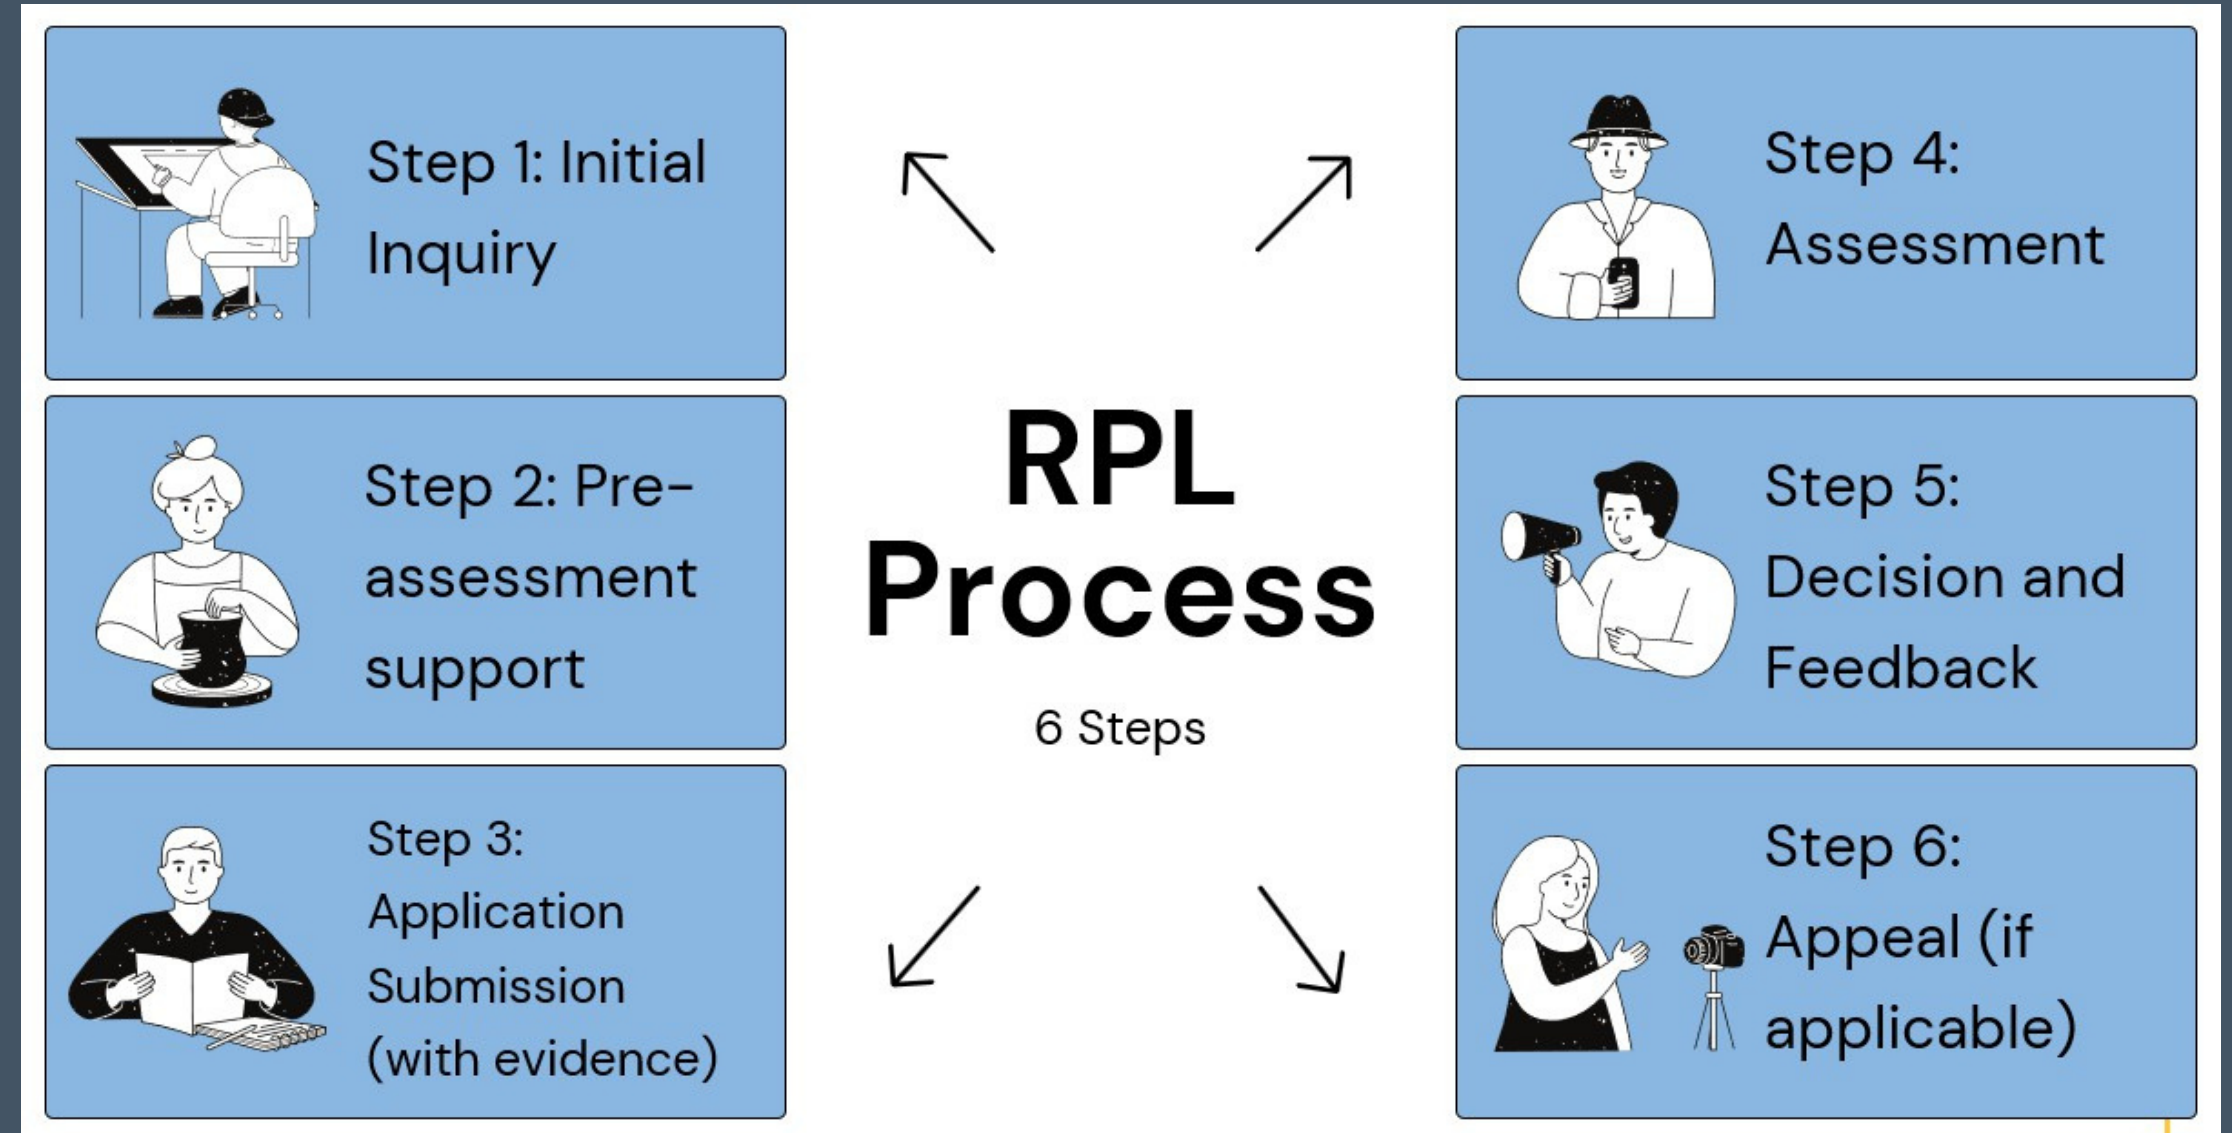 Step 1: Initial
Inquiry
Step 2: Pre-
assessment
support
Step 3:
Application
Submission
(with evidence)
RPL
Process
6 Steps
Step 4:
Assessment
Step 5:
Decision and
Feedback
Step 6:
Appeal (if
applicable)